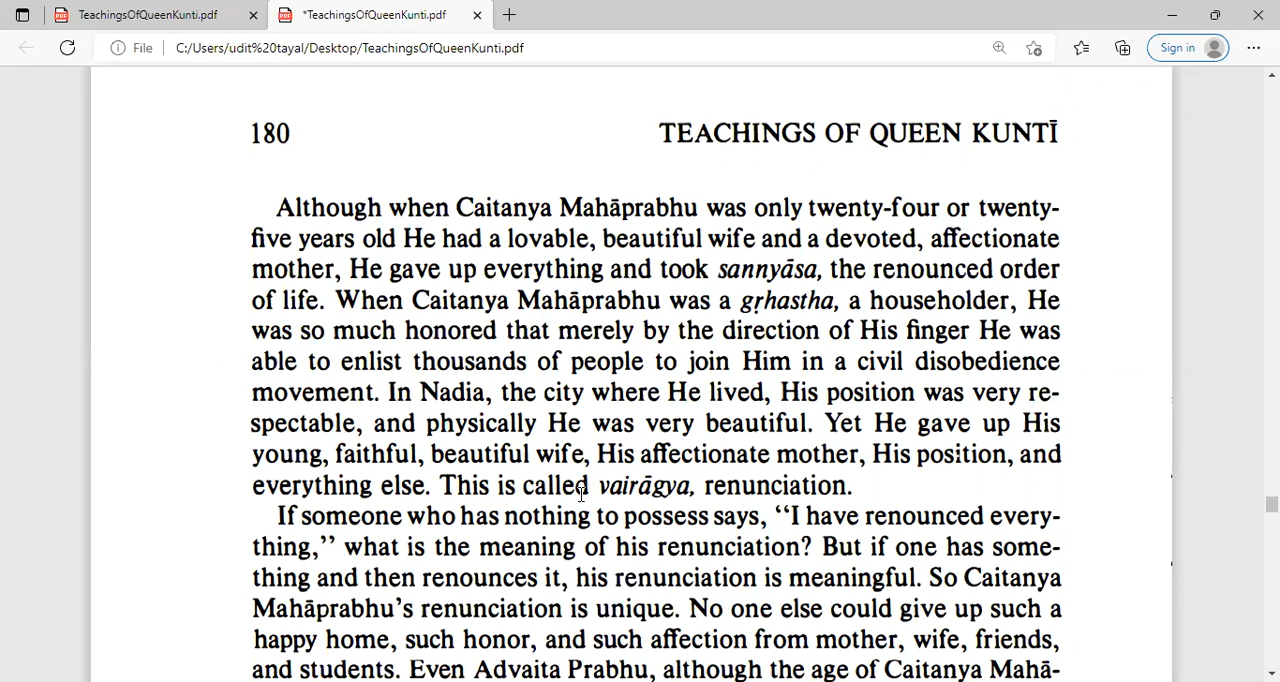 TeachingsOfQueenKunti.pdf
*TeachingsOfQueenKunti.pdf
File
C:/Users/udit%20tayal/Desktop/TeachingsOfQueenKunti.pdf
Sign in
180 TEACHINGS OF QUEEN KUNTĪ
Although when Caitanya Mahāprabhu was only twenty-four or twenty-
five years old He had a lovable, beautiful wife and a devoted, affectionate
mother, He gave up everything and took sannyāsa, the renounced order
of life. When Caitanya Mahāprabhu was a gṛhastha, a householder, He
was so much honored that merely by the direction of His finger He was
able to enlist thousands of people to join Him in a civil disobedience
movement. In Nadia, the city where He lived, His position was very re-
spectable, and physically He was very beautiful. Yet He gave up His
young, faithful, beautiful wife, His affectionate mother, His position, and
everything else. This is called vairāgya, renunciation.
If someone who has nothing to possess says, ‘‘I have renounced every-
thing,’’ what is the meaning of his renunciation? But if one has some-
thing and then renounces it, his renunciation is meaningful. So Caitanya
Mahāprabhu’s renunciation is unique. No one else could give up such a
happy home, such honor, and such affection from mother, wife, friends,
and students. Even Advaita Prabhu, although the age of Caitanya Mahā-